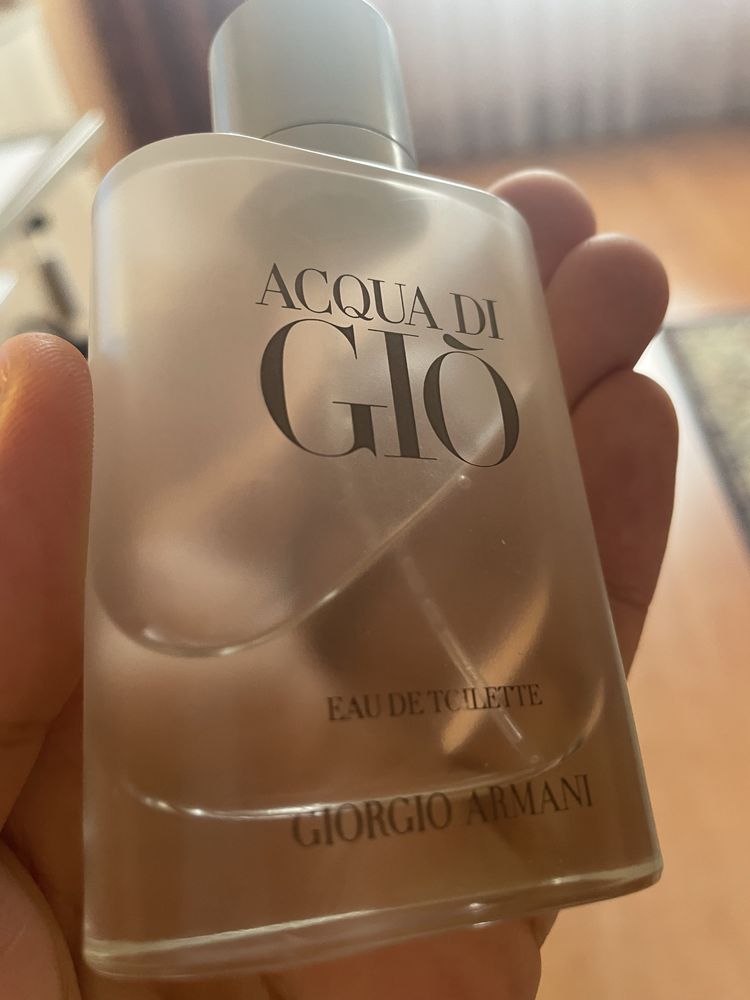 ACQUA DI
GIÒ
EAU DE TOILETTE
GIORGIO ARMANI